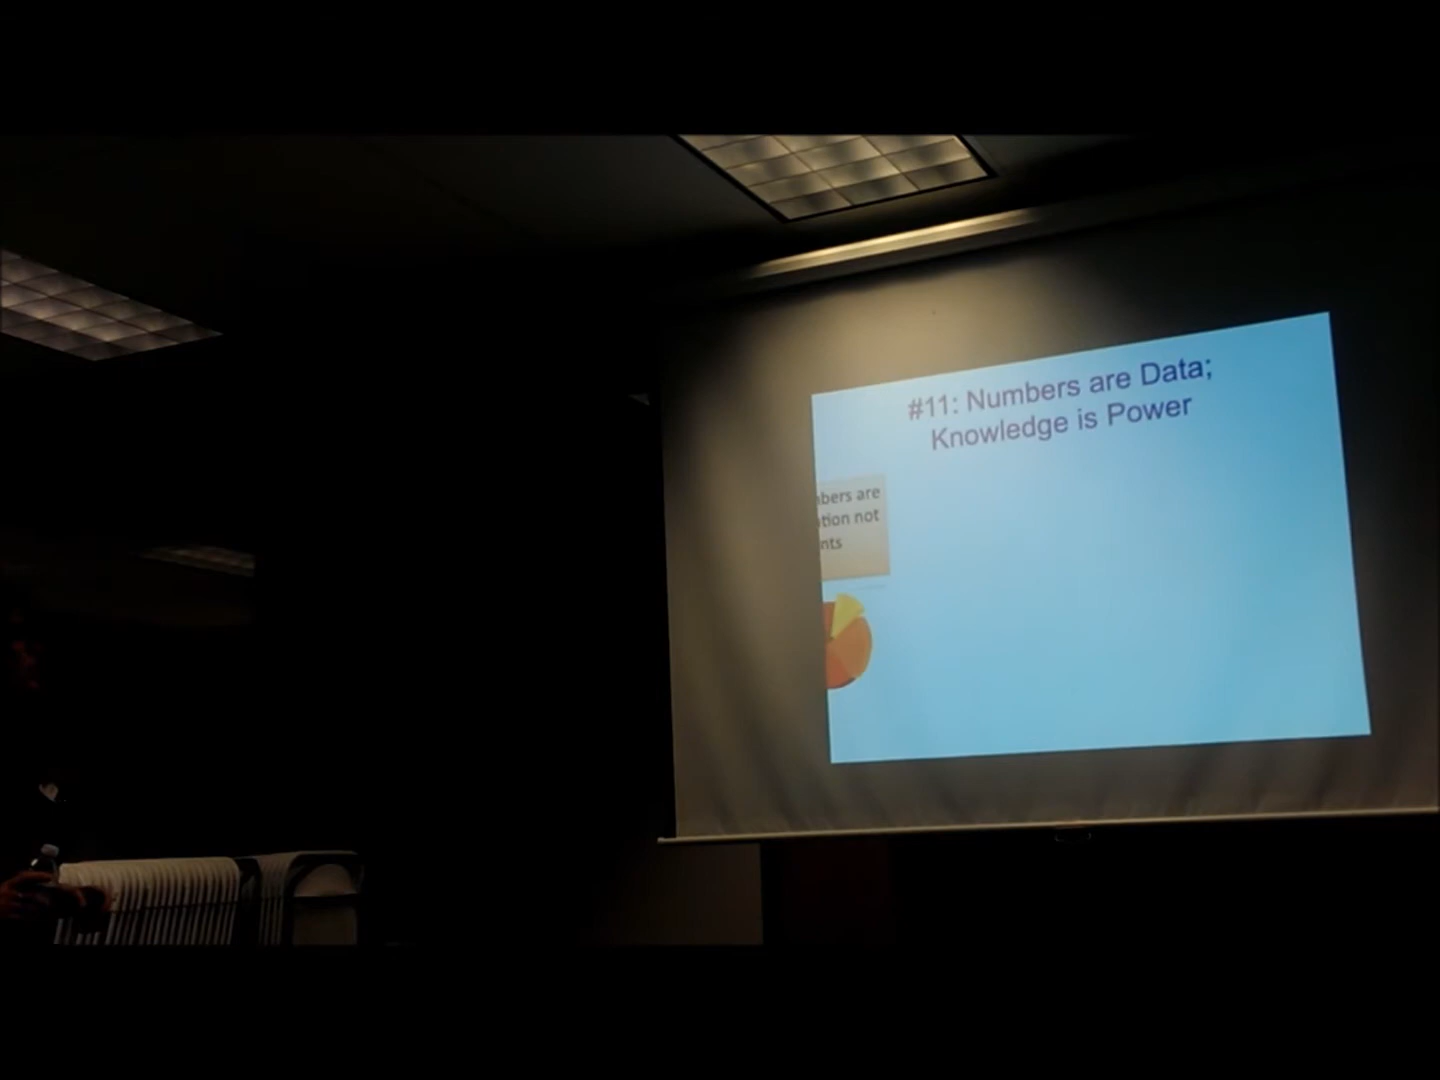 #11: Numbers are Data;
Knowledge is Power
bers are
tion not
nts